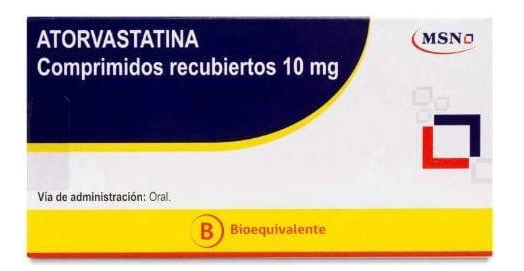 ATORVASTATINA
Comprimidos recubiertos 10 mg
MSN
Vía de administración: Oral.
B Bioequivalente